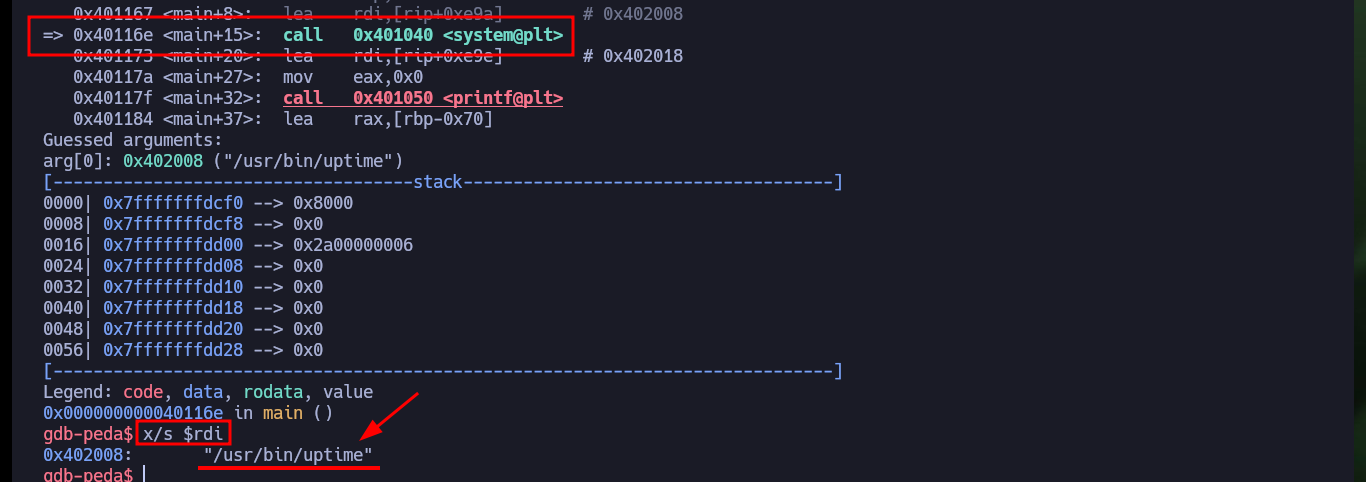 0x401167 <main+8>:  lea    rdi,[rip+0xe9a]        # 0x402008
=> 0x40116e <main+15>: call   0x401040 <system@plt>
0x401173 <main+20>: lea    rdi,[rip+0xe9e]        # 0x402018
0x40117a <main+27>: mov    eax,0x0
0x40117f <main+32>: call   0x401050 <printf@plt>
0x401184 <main+37>: lea    rax,[rbp-0x70]
Guessed arguments:
arg[0]: 0x402008 ("/usr/bin/uptime")
[------------------------------------stack-------------------------------------]
0000| 0x7fffffffdcf0 --> 0x8000
0008| 0x7fffffffdcf8 --> 0x0
0016| 0x7fffffffdd00 --> 0x2a00000006
0024| 0x7fffffffdd08 --> 0x0
0032| 0x7fffffffdd10 --> 0x0
0040| 0x7fffffffdd18 --> 0x0
0048| 0x7fffffffdd20 --> 0x0
0056| 0x7fffffffdd28 --> 0x0
[------------------------------------------------------------------------------]
Legend: code, data, rodata, value
0x000000000040116e in main ()
gdb-peda$ x/s $rdi
0x402008:       "/usr/bin/uptime"
gdb-peda$